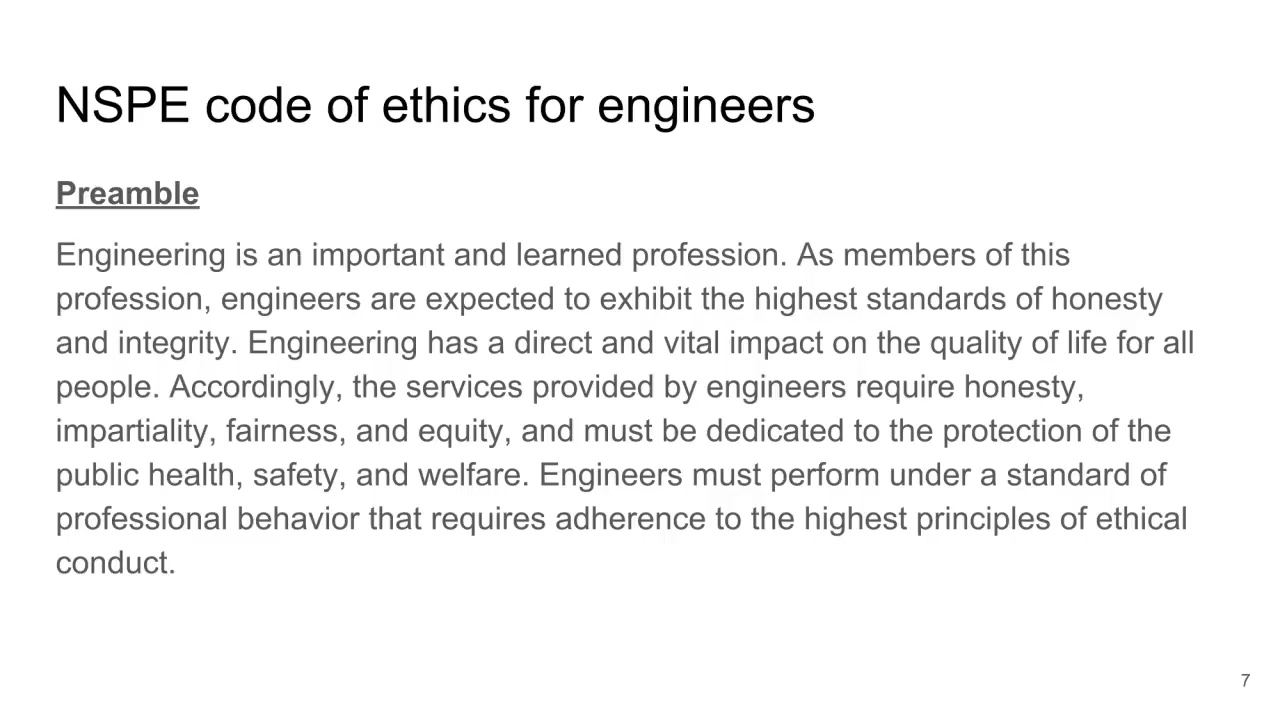 NSPE code of ethics for engineers
Preamble
Engineering is an important and learned profession. As members of this
profession, engineers are expected to exhibit the highest standards of honesty
and integrity. Engineering has a direct and vital impact on the quality of life for all
people. Accordingly, the services provided by engineers require honesty,
impartiality, fairness, and equity, and must be dedicated to the protection of the
public health, safety, and welfare. Engineers must perform under a standard of
professional behavior that requires adherence to the highest principles of ethical
conduct.
7